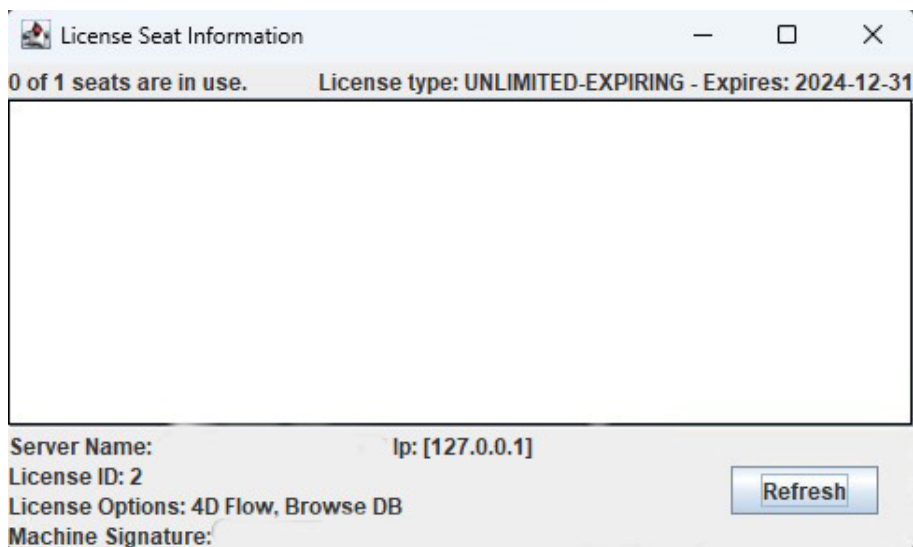 License Seat Information
0 of 1 seats are in use. License type: UNLIMITED-EXPIRING - Expires: 2024-12-31
Server Name: Ip: [127.0.0.1]
License ID: 2
License Options: 4D Flow, Browse DB
Refresh
Machine Signature: